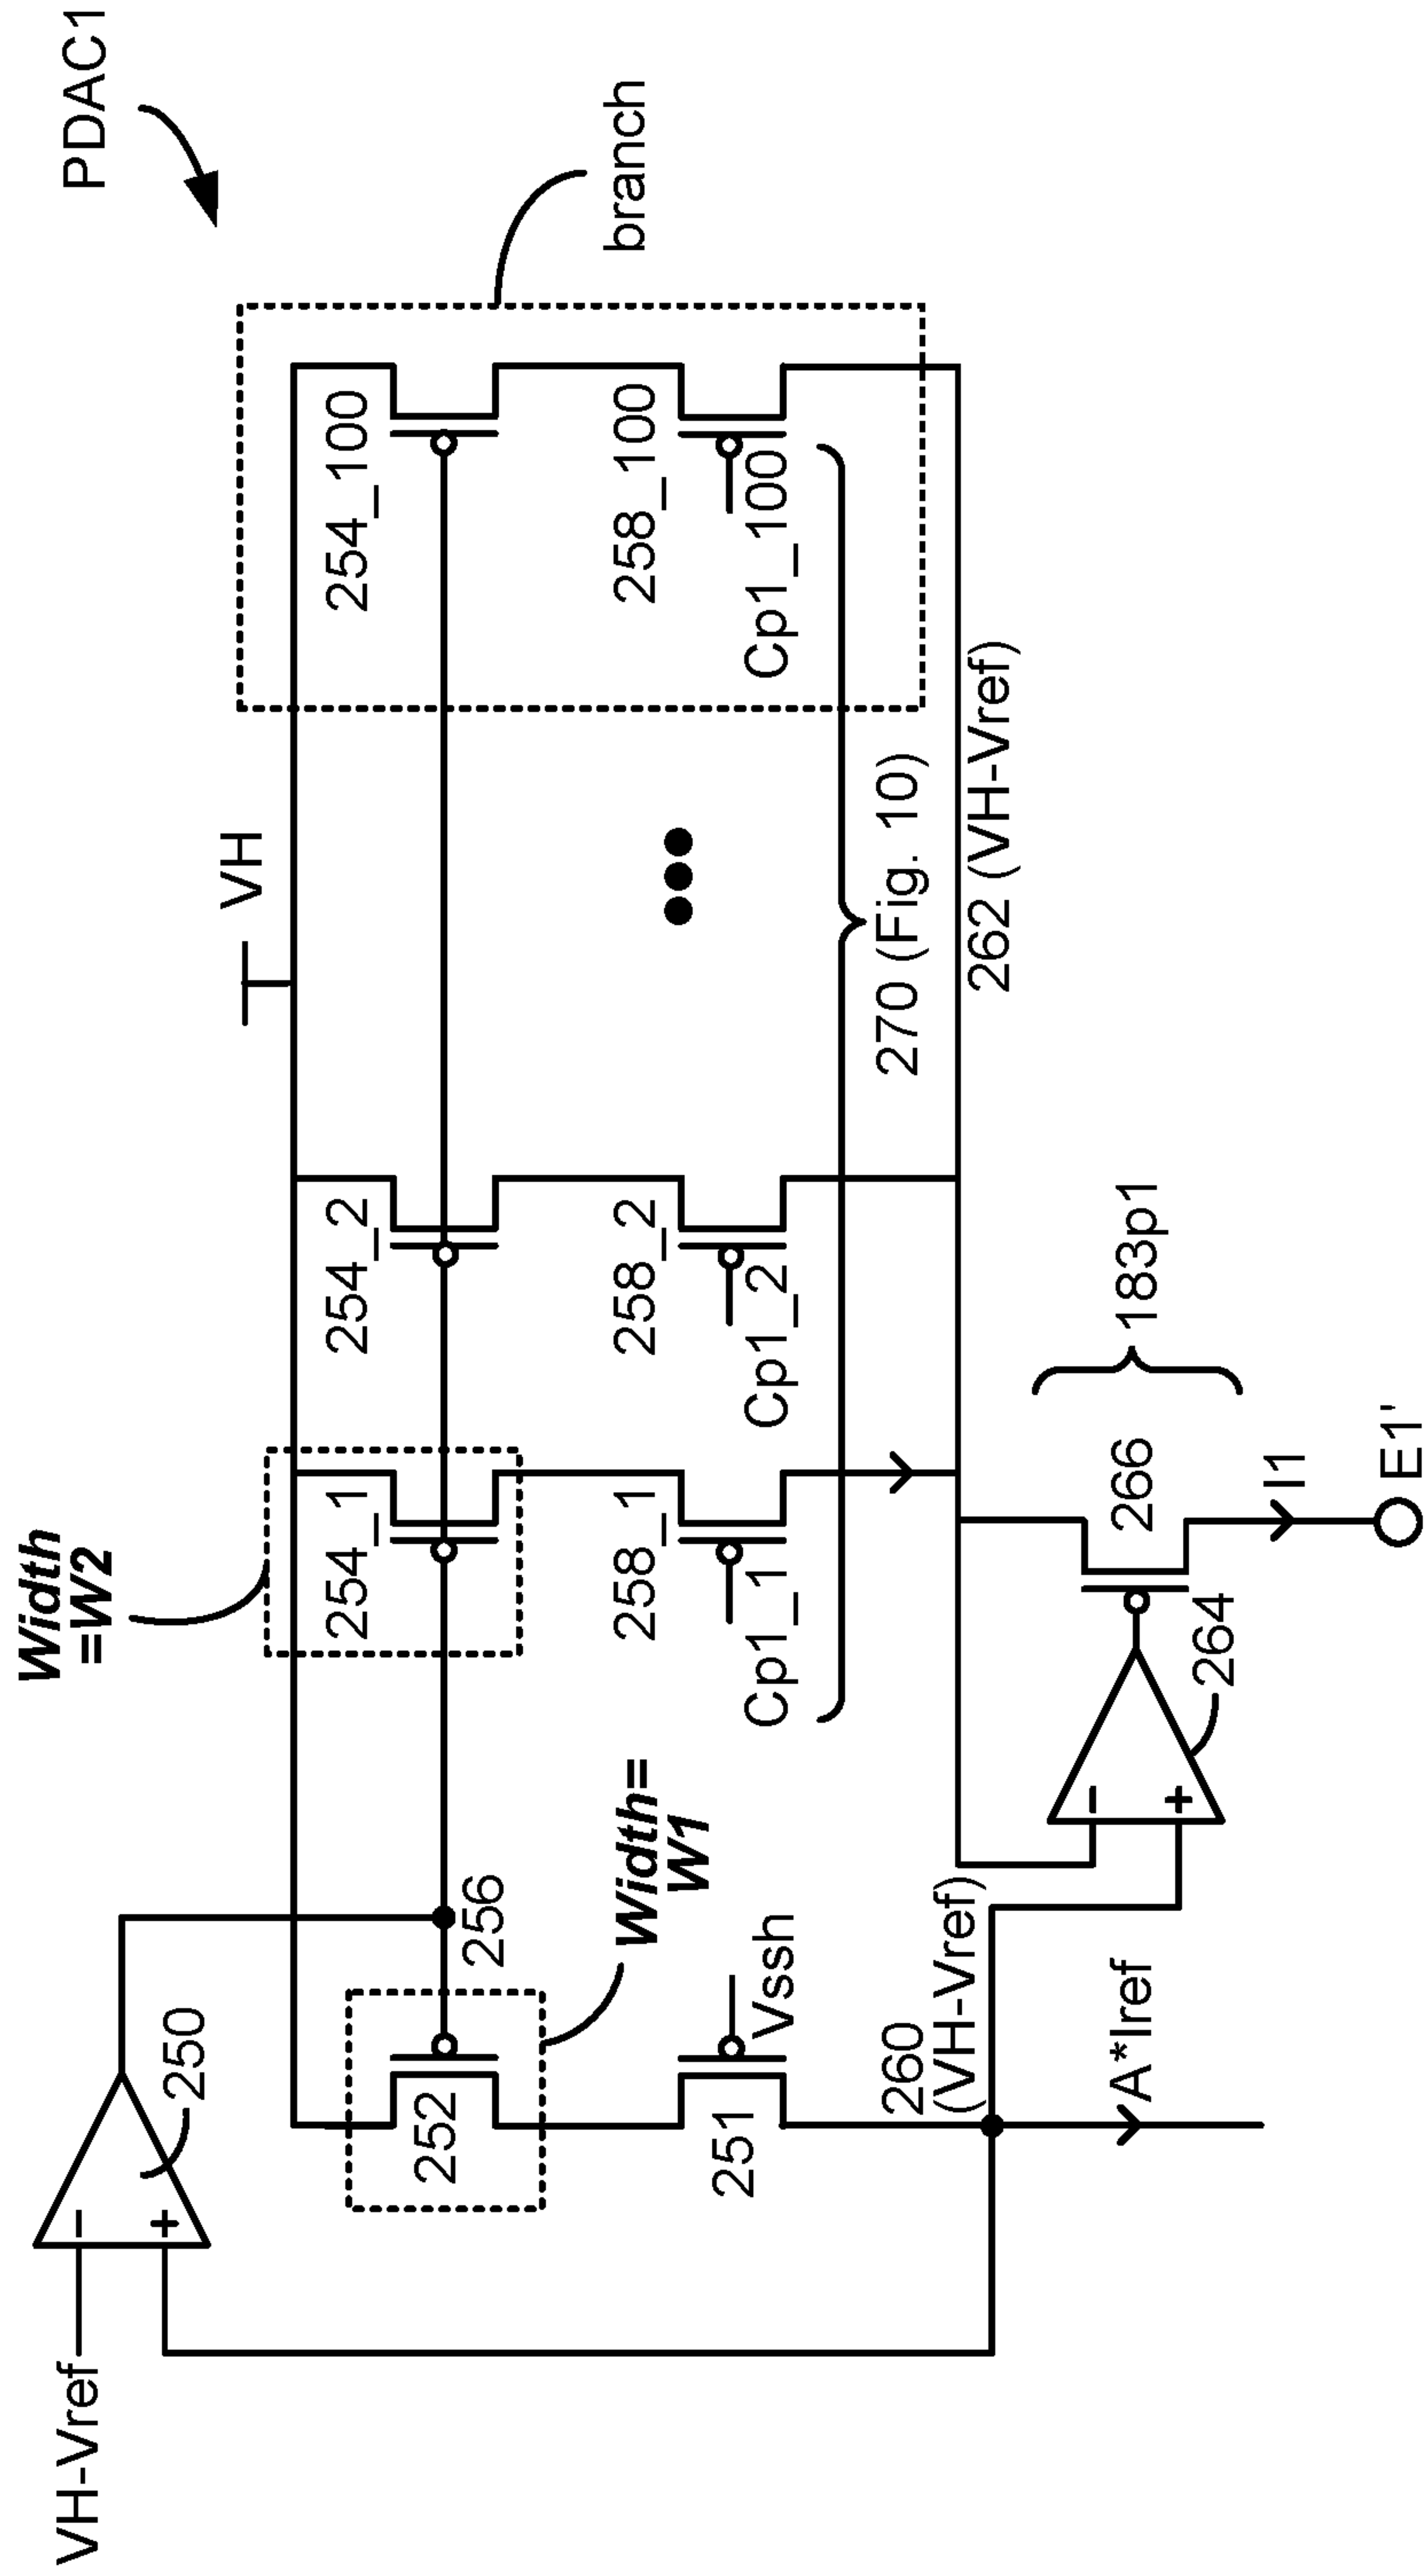 PDAC1
branch
VH
Width
=W2
254_1
254_2
254_100
VH-Vref
-
+
250
256
252
Width=
W1
258_1
258_2
258_100
251
Vssh
Cp1_1
Cp1_2
Cp1_100
270 (Fig. 10)
260
(VH-Vref)
262 (VH-Vref)
A*Iref
-
+
264
266
183p1
I1
E1'